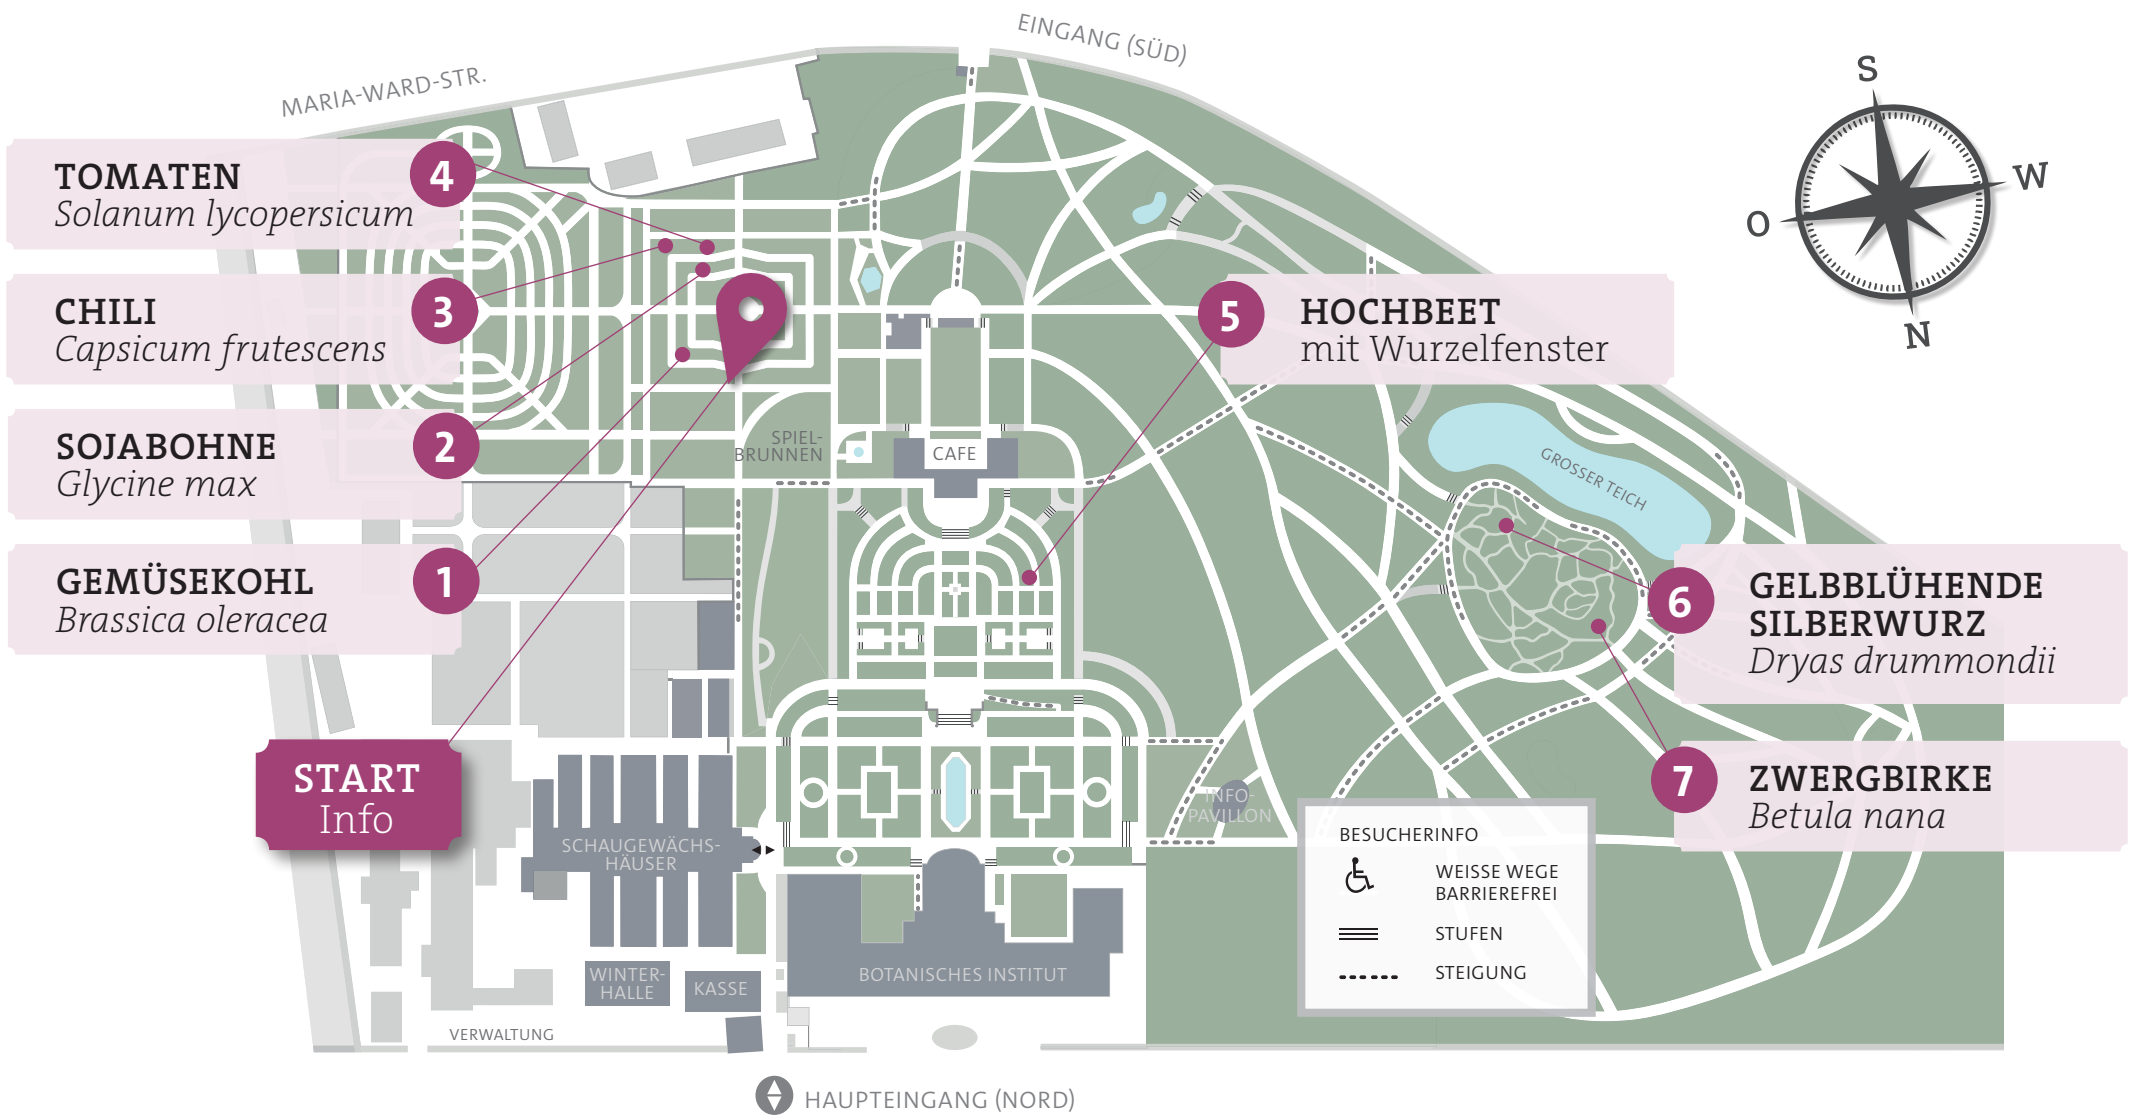 EINGANG (SÜD)
MARIA-WARD-STR.
S
W
O
N
TOMATEN
Solanum lycopersicum
4
CHILI
Capsicum frutescens
3
SOJABOHNE
Glycine max
2
GEMÜSEKOHL
Brassica oleracea
1
START
Info
5
HOCHBEET
mit Wurzelfenster
SPIEL-
BRUNNEN
CAFE
GROSSER TEICH
6
GELBBLÜHENDE
SILBERWURZ
Dryas drummondii
7
ZWERGBIRKE
Betula nana
INFO-
PAVILLON
SCHAUGEWÄCHS-
HÄUSER
BESUCHERINFO
WEISSE WEGE
BARRIEREFREI
STUFEN
STEIGUNG
WINTER-
HALLE
KASSE
BOTANISCHES INSTITUT
VERWALTUNG
HAUPTEINGANG (NORD)